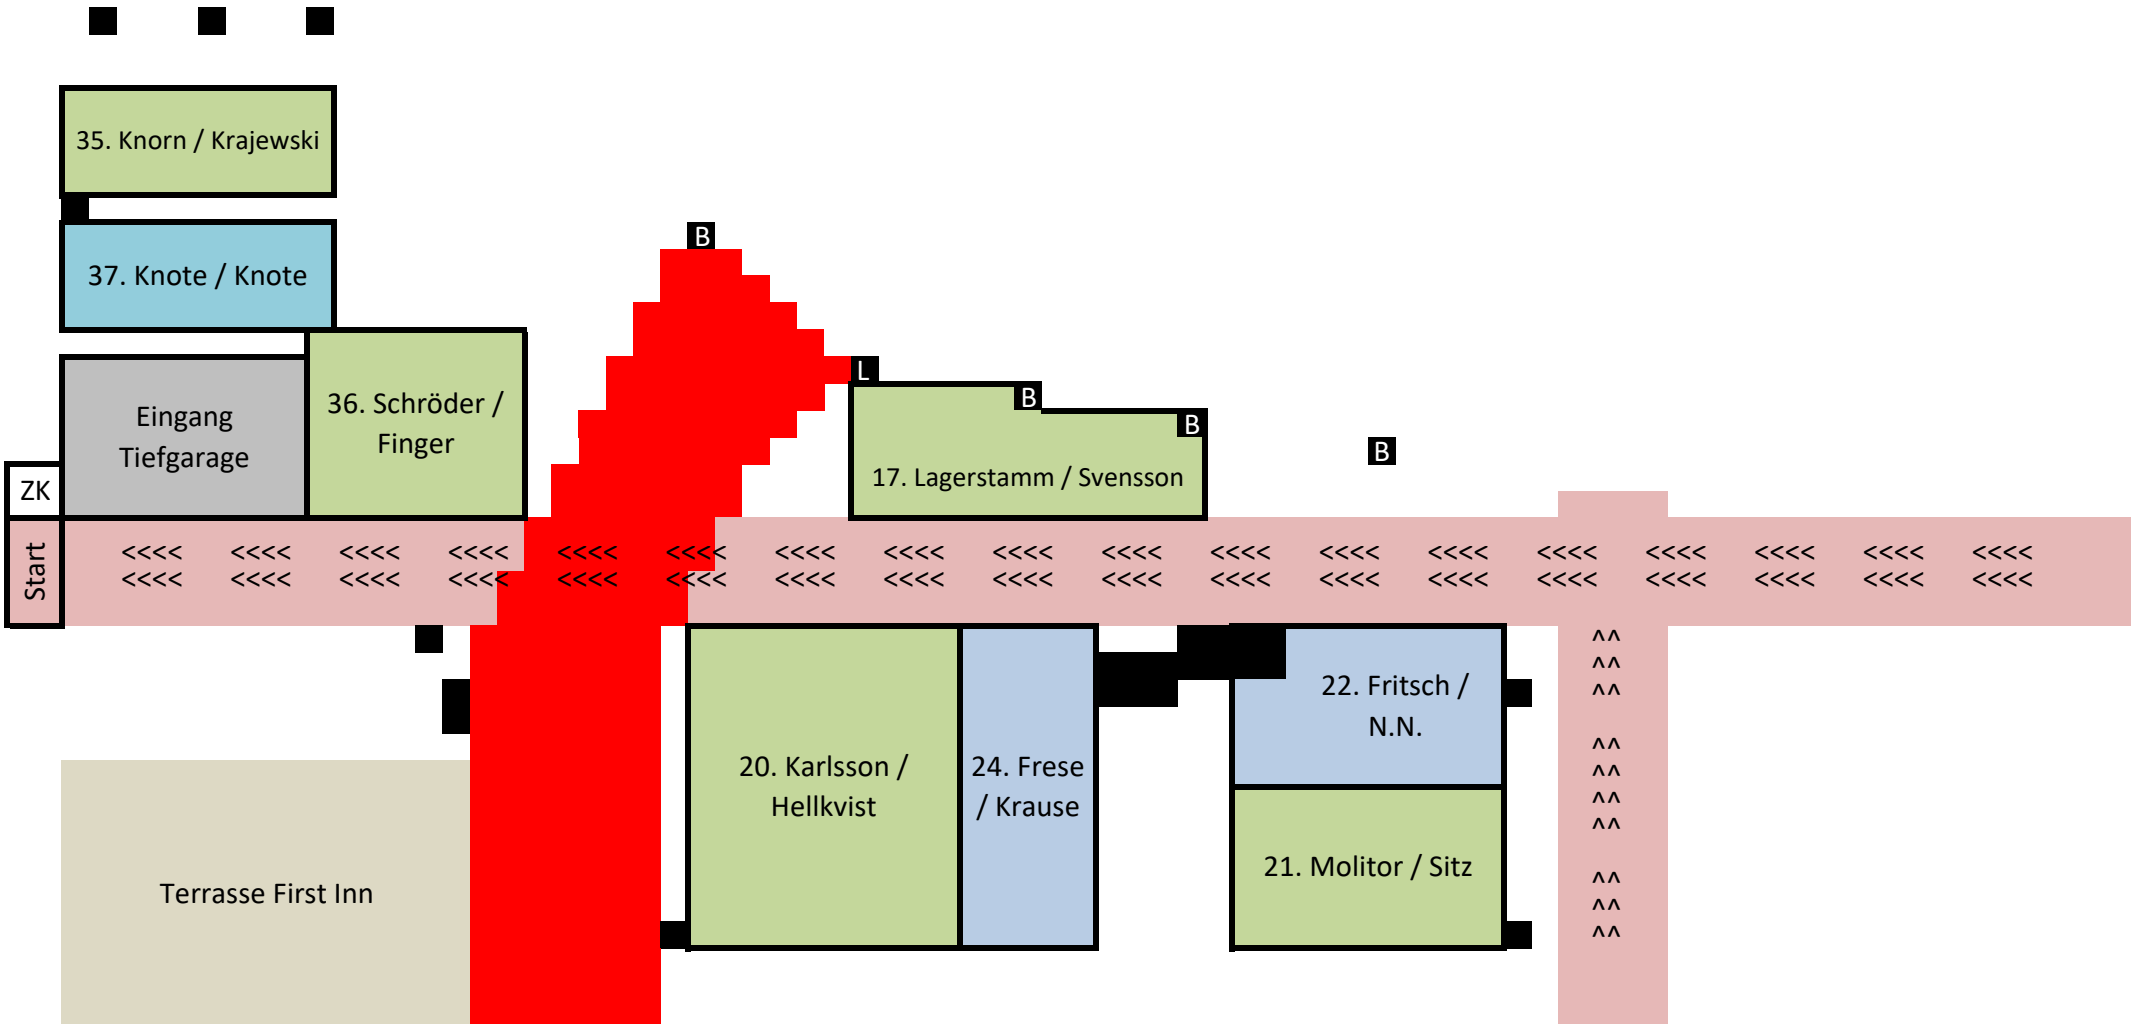 35. Knorn / Krajewski
B
37. Knote / Knote
L
36. Schröder /
Finger
B
B
Eingang
Tiefgarage
B
17. Lagerstamm / Svensson
ZK
Start
<<<< <<<< <<<< <<<< <<<< <<<< <<<< <<<< <<<< <<<< <<<< <<<< <<<< <<<< <<<< <<<< <<<< <<<<
<<<< <<<< <<<< <<<< <<<< <<<< <<<< <<<< <<<< <<<< <<<< <<<< <<<< <<<< <<<< <<<< <<<< <<<<
20. Karlsson /
Hellkvist
24. Frese
/ Krause
22. Fritsch /
N.N.
21. Molitor / Sitz
^^
^^
^^
^^
^^
^^
^^
^^
^^
^^
Terrasse First Inn